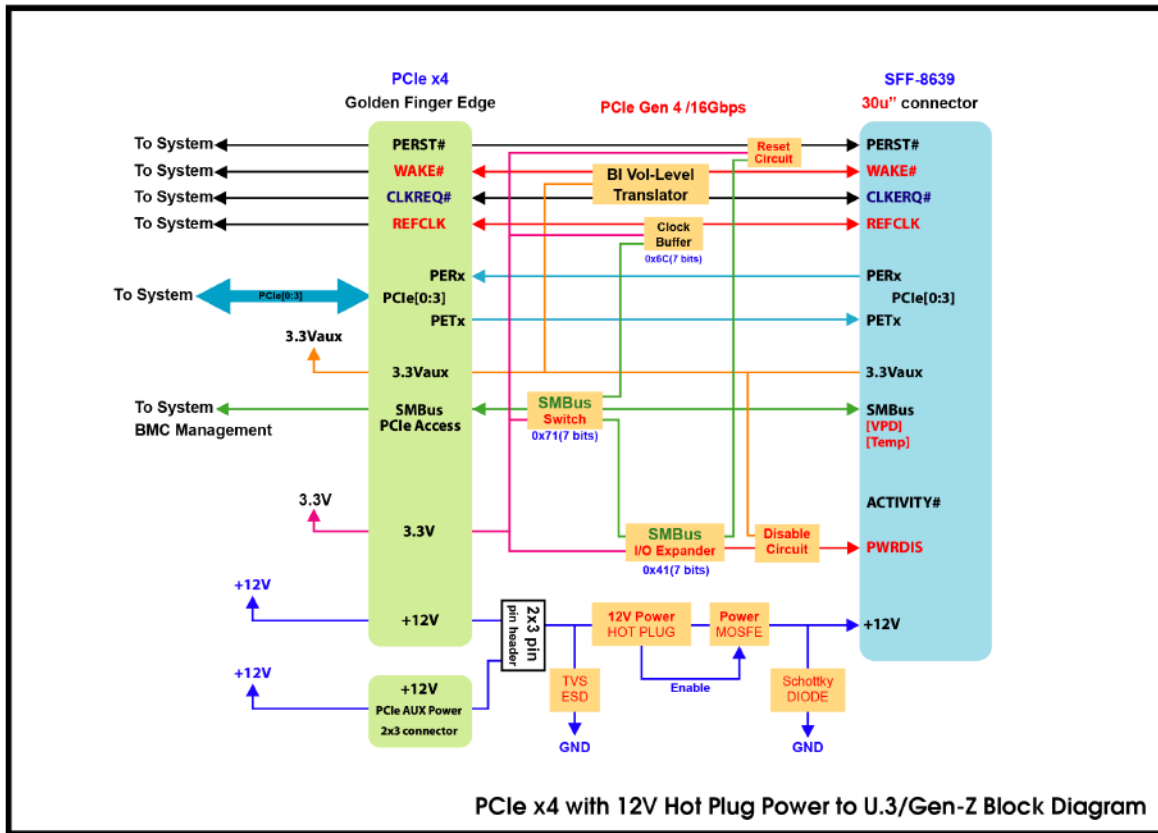 PCIe x4
Golden Finger Edge
PCIe Gen 4 /16Gbps
SFF-8639
30u” connector
To System
PERST#
Reset
Circuit
PERST#
To System
WAKE#
BI Vol-Level
Translator
WAKE#
To System
CLKREQ#
CLKERQ#
To System
REFCLK
Clock
Buffer
0x6C(7 bits)
REFCLK
PERx
PERx
To System
PCIe[0:3]
PCIe[0:3]
PCIe[0:3]
PETx
PETx
3.3Vaux
3.3Vaux
3.3Vaux
To System
BMC Management
SMBus
PCIe Access
SMBus
Switch
0x71(7 bits)
SMBus
[VPD]
[Temp]
ACTIVITY#
3.3V
3.3V
SMBus
I/O Expander
0x41(7 bits)
Disable
Circuit
PWRDIS
+12V
+12V
2x3 pin
pin header
12V Power
HOT PLUG
Power
MOSFE
+12V
Enable
TVS
ESD
Schottky
DIODE
GND
GND
+12V
+12V
PCIe AUX Power
2x3 connector
PCIe x4 with 12V Hot Plug Power to U.3/Gen-Z Block Diagram